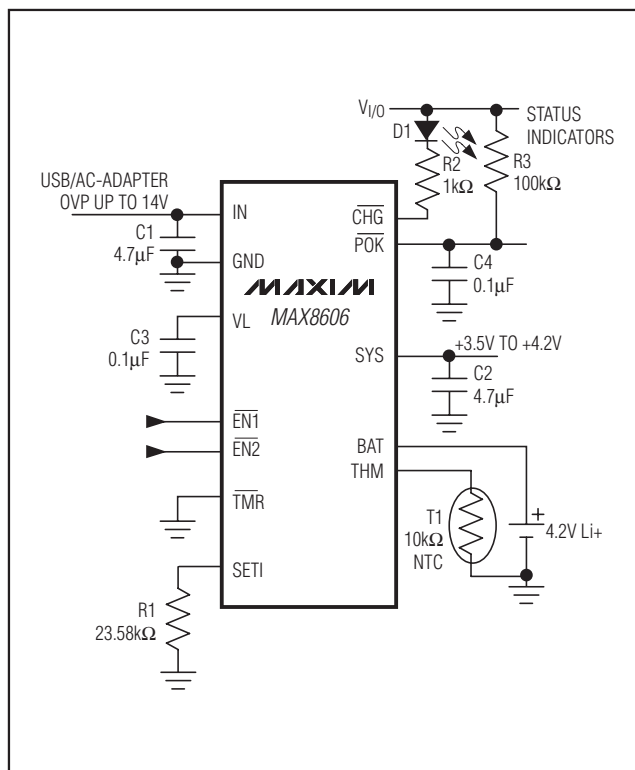 V_I/O
STATUS
INDICATORS
D1
R2
1kΩ
R3
100kΩ
USB/AC-ADAPTER
OVP UP TO 14V
IN
CHG
C1
4.7µF
POK
GND
C4
0.1µF
MAXIM
MAX8606
VL
C3
0.1µF
SYS
+3.5V TO +4.2V
C2
4.7µF
EN1
EN2
BAT
THM
TMR
T1
10kΩ
NTC
+
4.2V Li+
SETI
R1
23.58kΩ